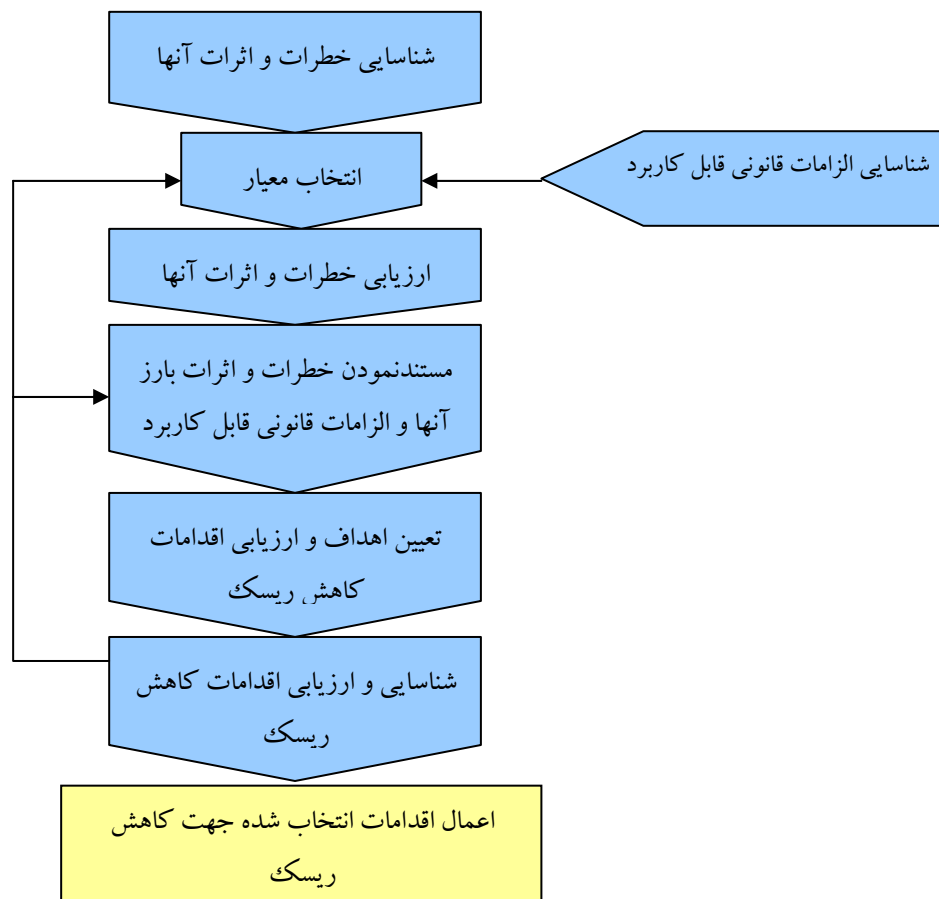 شناسایی خطرات و اثرات آنها
انتخاب معیار
شناسایی الزامات قانونی قابل کاربرد
ارزیابی خطرات و اثرات آنها
مستندنمودن خطرات و اثرات بارز
آنها و الزامات قانونی قابل کاربرد
تعیین اهداف و ارزیابی اقدامات
کاهش ریسک
شناسایی و ارزیابی اقدامات کاهش
ریسک
اعمال اقدامات انتخاب شده جهت کاهش
ریسک